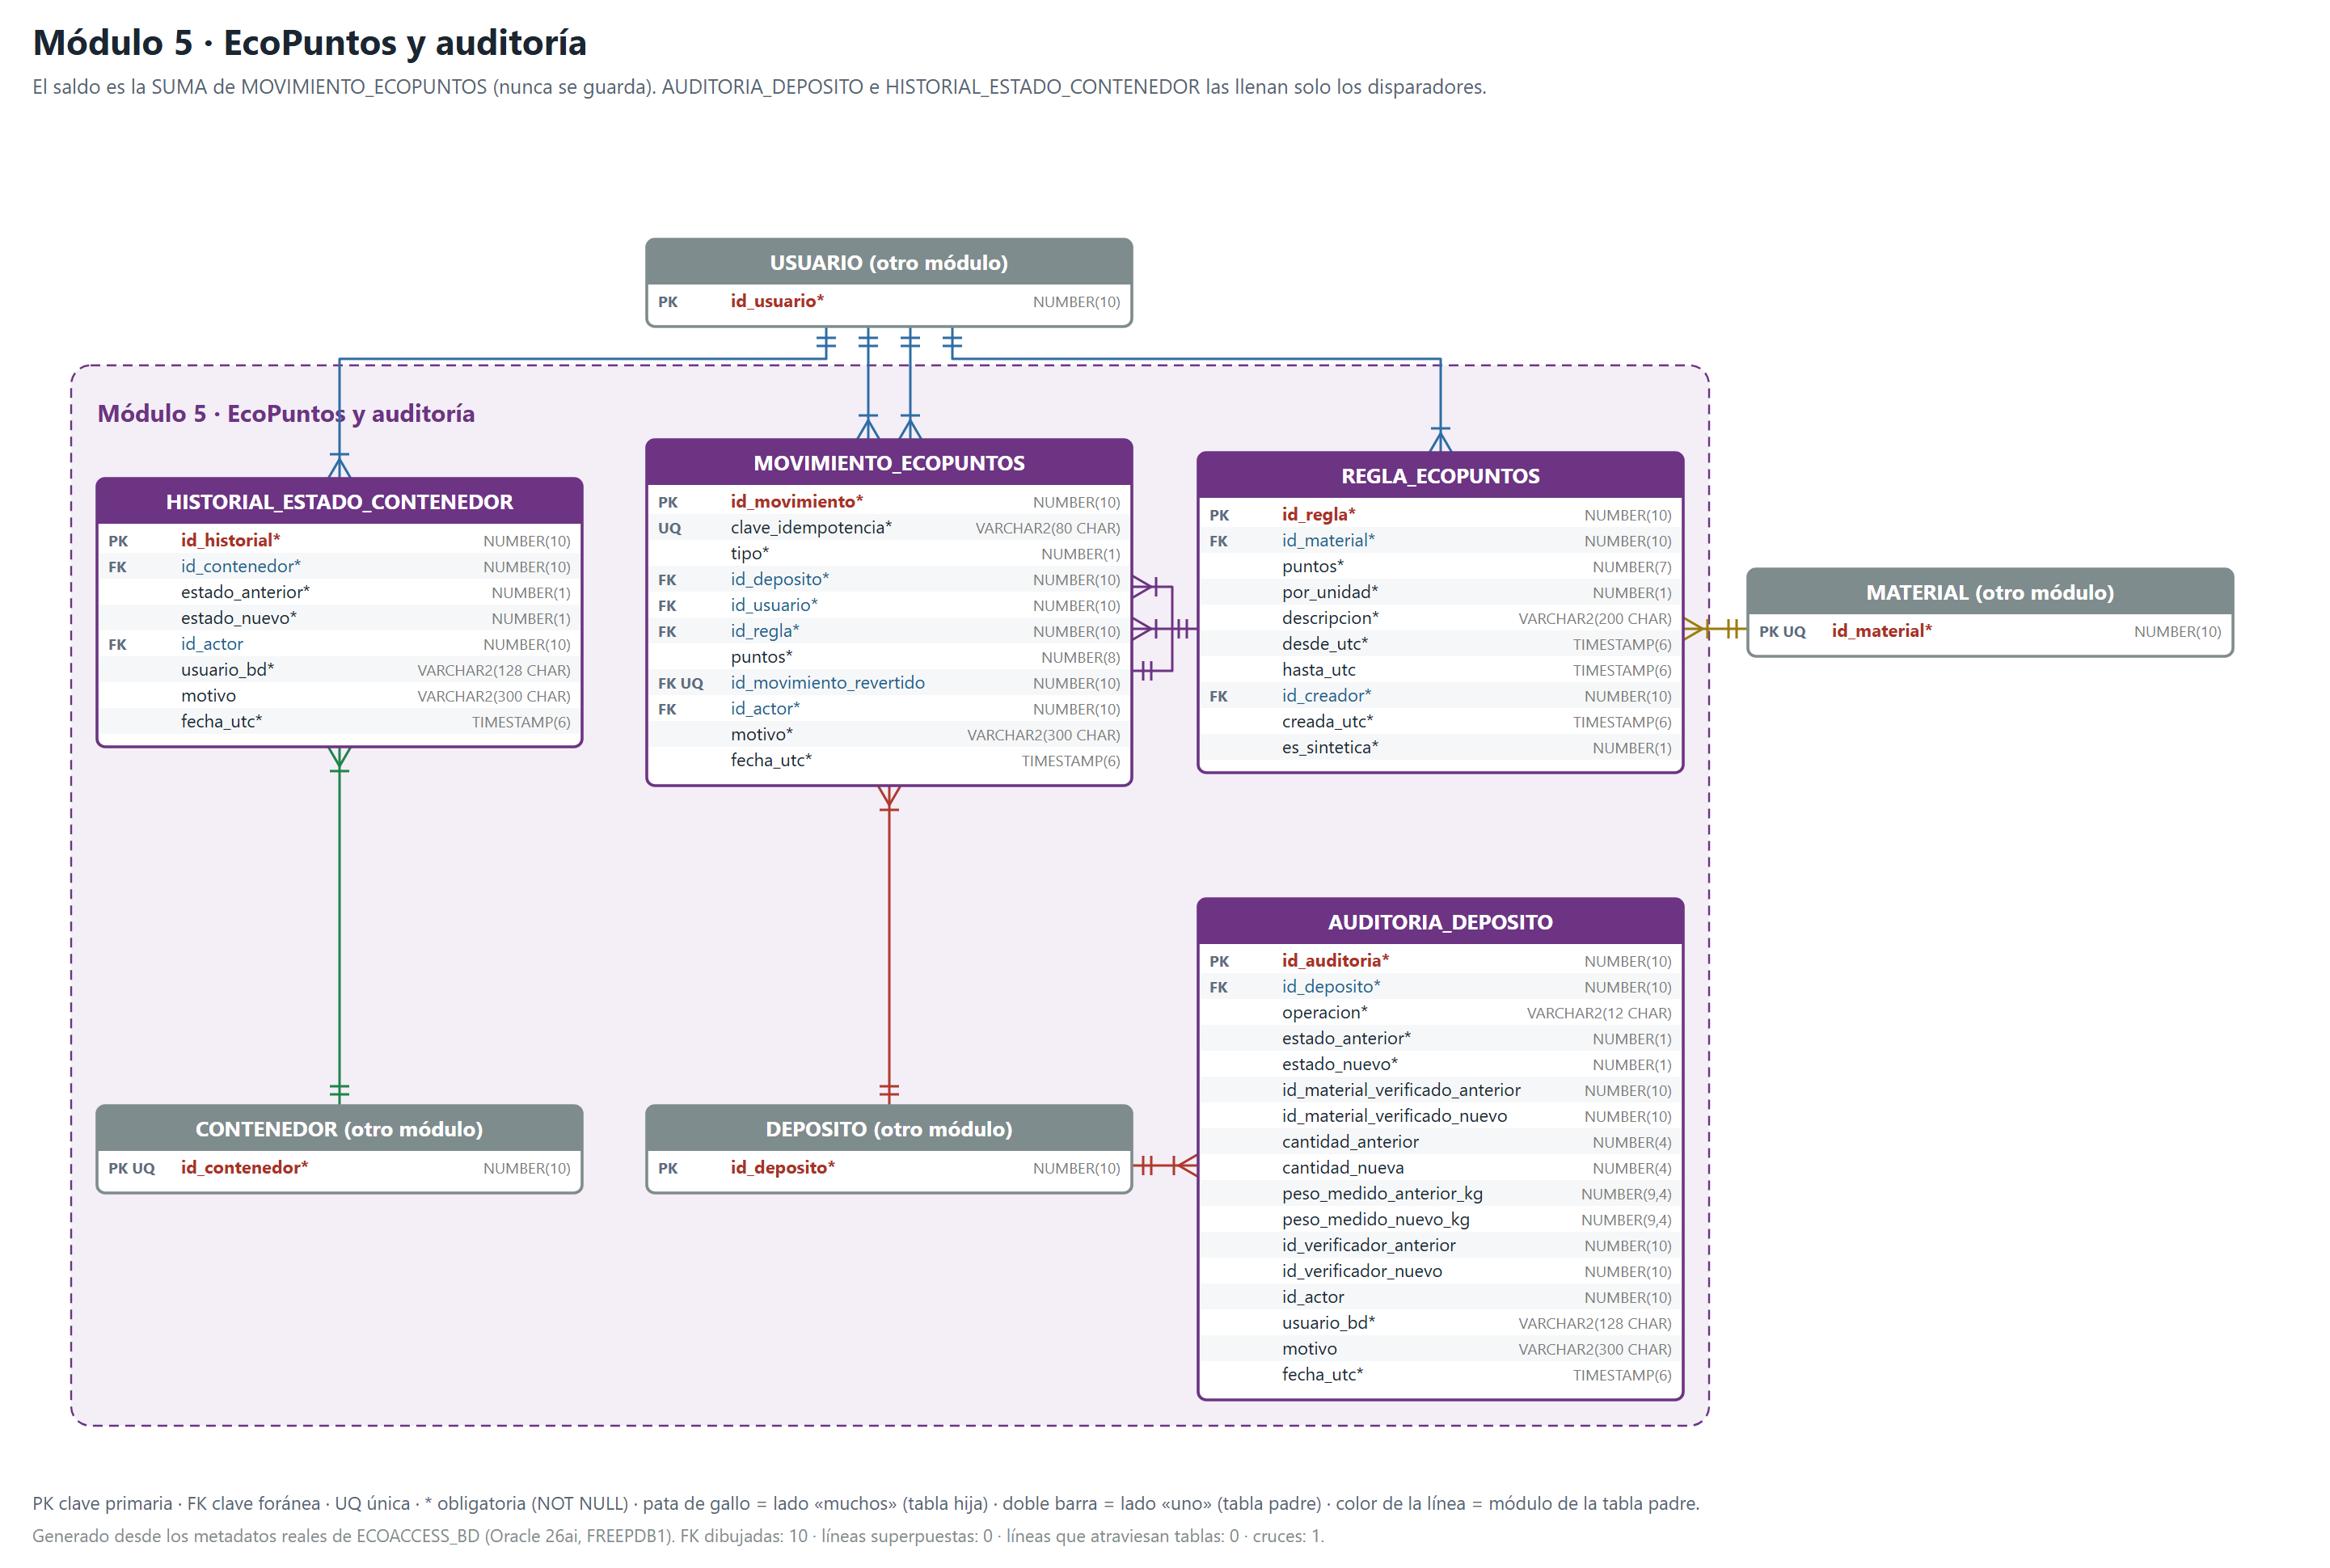 Módulo 5 · EcoPuntos y auditoría
El saldo es la SUMA de MOVIMIENTO_ECOPUNTOS (nunca se guarda). AUDITORIA_DEPOSITO e HISTORIAL_ESTADO_CONTENEDOR las llenan solo los disparadores.
USUARIO (otro módulo)
PK id_usuario* NUMBER(10)
Módulo 5 · EcoPuntos y auditoría
HISTORIAL_ESTADO_CONTENEDOR
PK id_historial* NUMBER(10)
FK id_contenedor* NUMBER(10)
estado_anterior* NUMBER(1)
estado_nuevo* NUMBER(1)
FK id_actor NUMBER(10)
usuario_bd* VARCHAR2(128 CHAR)
motivo VARCHAR2(300 CHAR)
fecha_utc* TIMESTAMP(6)
MOVIMIENTO_ECOPUNTOS
PK id_movimiento* NUMBER(10)
UQ clave_idempotencia* VARCHAR2(80 CHAR)
tipo* NUMBER(1)
FK id_deposito* NUMBER(10)
FK id_usuario* NUMBER(10)
FK id_regla* NUMBER(10)
puntos* NUMBER(8)
FK UQ id_movimiento_revertido NUMBER(10)
FK id_actor* NUMBER(10)
motivo* VARCHAR2(300 CHAR)
fecha_utc* TIMESTAMP(6)
REGLA_ECOPUNTOS
PK id_regla* NUMBER(10)
FK id_material* NUMBER(10)
puntos* NUMBER(7)
por_unidad* NUMBER(1)
descripcion* VARCHAR2(200 CHAR)
desde_utc* TIMESTAMP(6)
hasta_utc TIMESTAMP(6)
FK id_creador* NUMBER(10)
creada_utc* TIMESTAMP(6)
es_sintetica* NUMBER(1)
MATERIAL (otro módulo)
PK UQ id_material* NUMBER(10)
CONTENEDOR (otro módulo)
PK UQ id_contenedor* NUMBER(10)
DEPOSITO (otro módulo)
PK id_deposito* NUMBER(10)
AUDITORIA_DEPOSITO
PK id_auditoria* NUMBER(10)
FK id_deposito* NUMBER(10)
operacion* VARCHAR2(12 CHAR)
estado_anterior* NUMBER(1)
estado_nuevo* NUMBER(1)
id_material_verificado_anterior NUMBER(10)
id_material_verificado_nuevo NUMBER(10)
cantidad_anterior NUMBER(4)
cantidad_nueva NUMBER(4)
peso_medido_anterior_kg NUMBER(9,4)
peso_medido_nuevo_kg NUMBER(9,4)
id_verificador_anterior NUMBER(10)
id_verificador_nuevo NUMBER(10)
id_actor NUMBER(10)
usuario_bd* VARCHAR2(128 CHAR)
motivo VARCHAR2(300 CHAR)
fecha_utc* TIMESTAMP(6)
PK clave primaria · FK clave foránea · UQ única · * obligatoria (NOT NULL) · pata de gallo = lado «muchos» (tabla hija) · doble barra = lado «uno» (tabla padre) · color de la línea = módulo de la tabla padre.
Generado desde los metadatos reales de ECOACCESS_BD (Oracle 26ai, FREEPDB1). FK dibujadas: 10 · líneas superpuestas: 0 · líneas que atraviesan tablas: 0 · cruces: 1.